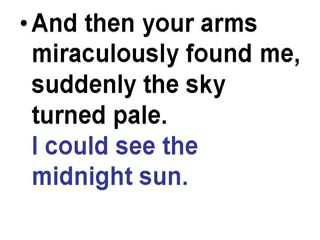 • And then your arms
miraculously found me,
suddenly the sky
turned pale.
I could see the
midnight sun.